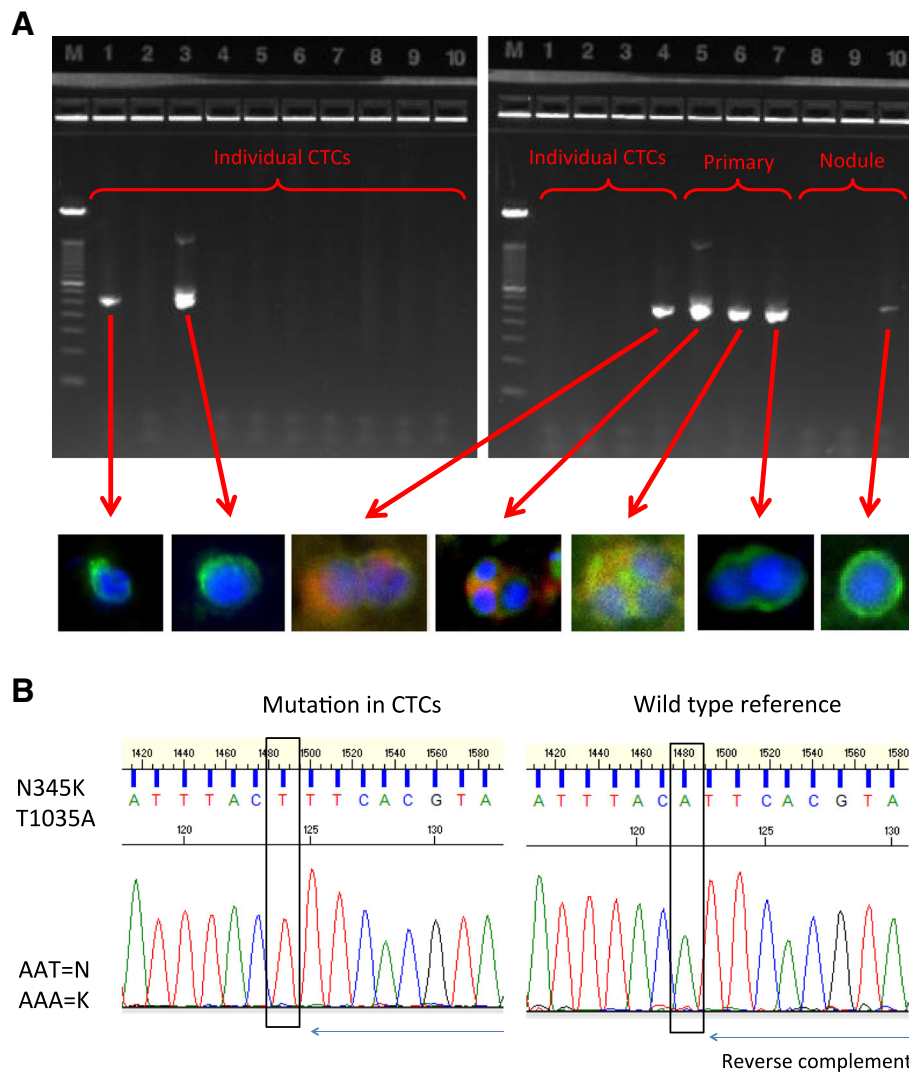 A
M 1 2 3 4 5 6 7 8 9 10
M 1 2 3 4 5 6 7 8 9 10
Individual CTCs
Individual CTCs
Primary
Nodule
B
Mutation in CTCs
Wild type reference
1420 1440 1460 1480 1500 1520 1540 1560 1580
1420 1440 1460 1480 1500 1520 1540 1560 1580
N345K
T1035A
A T T T A C T T T C A C G T A
A T T T A C A T T C A C G T A
120 125 130
120 125 130
AAT=N
AAA=K
Reverse complement